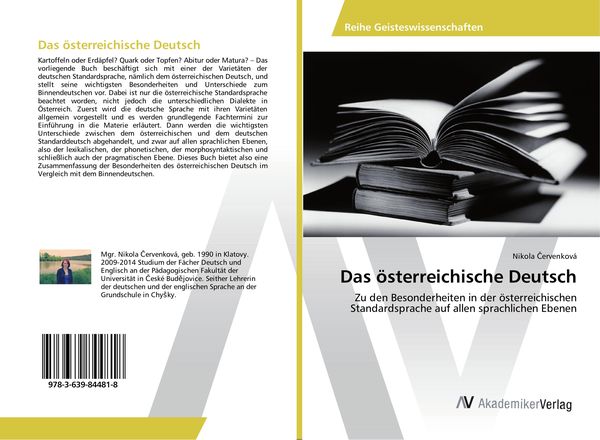 Das österreichische Deutsch
Kartoffeln oder Erdäpfel? Quark oder Topfen? Abitur oder Matura? – Das
vorliegende Buch beschäftigt sich mit einer der Varietäten der
deutschen Standardsprache, nämlich dem österreichischen Deutsch, und
stellt seine wichtigsten Besonderheiten und Unterschiede zum
Binnendeutschen vor. Dabei ist nur die österreichische Standardsprache
beachtet worden, nicht jedoch die unterschiedlichen Dialekte in
Österreich. Zuerst wird die deutsche Sprache mit ihren Varietäten
allgemein vorgestellt und es werden grundlegende Fachtermini zur
Einführung in die Materie erläutert. Dann werden die wichtigsten
Unterschiede zwischen dem österreichischen und dem deutschen
Standarddeutsch abgehandelt, und zwar auf allen sprachlichen Ebenen,
also der lexikalischen, der phonetischen, der morphosyntaktischen und
schließlich auch der pragmatischen Ebene. Dieses Buch bietet also eine
Zusammenfassung der Besonderheiten des österreichischen Deutsch im
Vergleich mit dem Binnendeutschen.
Mgr. Nikola Červenková, geb. 1990 in Klatovy.
2009-2014 Studium der Fächer Deutsch und
Englisch an der Pädagogischen Fakultät der
Universität in České Budějovice. Seither Lehrerin
der deutschen und der englischen Sprache an der
Grundschule in Chyšky.
978-3-639-84481-8
Reihe Geisteswissenschaften
Nikola Červenková
Das österreichische Deutsch
Zu den Besonderheiten in der österreichischen
Standardsprache auf allen sprachlichen Ebenen
AV AkademikerVerlag